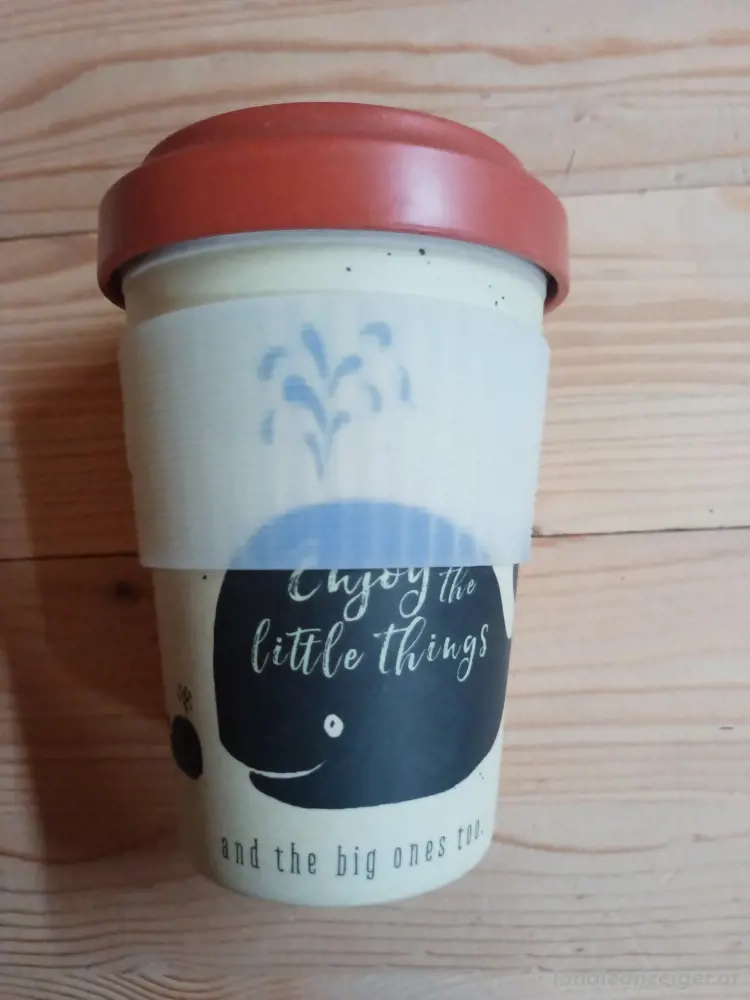 Enjoy the
little things
and the big ones too.